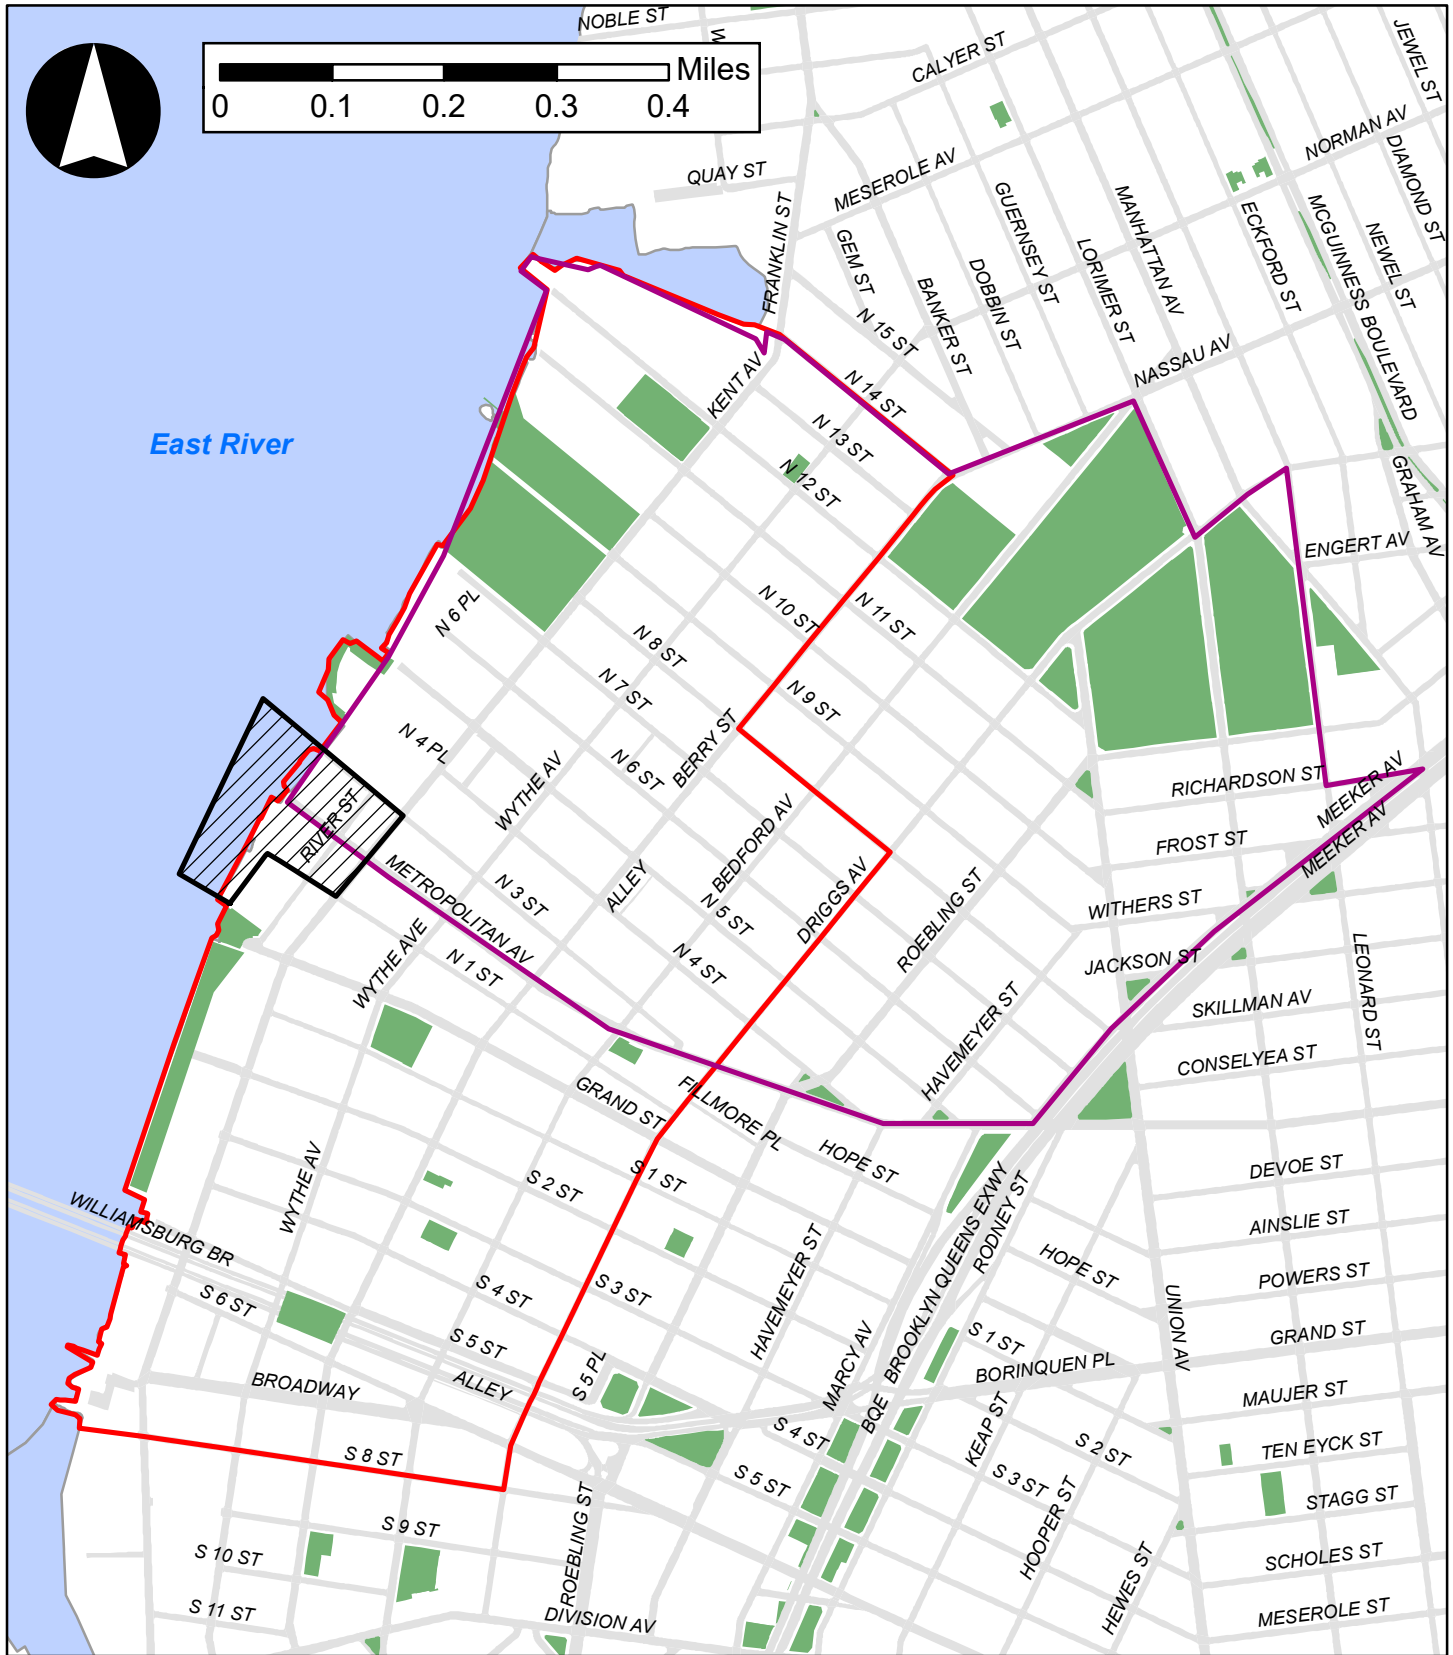 NOBLE ST
CALYER ST
JEWEL ST
Miles
0 0.1 0.2 0.3 0.4
NORMAN AV
DIAMOND ST
QUAY ST
MESEROLE AV
GUERNSEY ST
MANHATTAN AV
ECKFORD ST
MCGUINNESS BOULEVARD
NEWEL ST
FRANKLIN ST
GEM ST
DOBBIN ST
LORIMER ST
BANKER ST
N 15 ST
NASSAU AV
KENT AV
N 14 ST
N 13 ST
East River
N 12 ST
GRAHAM AV
ENGERT AV
N 6 PL
N 10 ST
N 11 ST
N 8 ST
N 7 ST
N 9 ST
N 4 PL
BERRY ST
N 6 ST
WYTHE AV
RICHARDSON ST
MEEKER AV
MEEKER AV
RIVER ST
BEDFORD AV
FROST ST
METROPOLITAN AV
N 3 ST
ALLEY
N 5 ST
DRIGGS AV
ROEBLING ST
WITHERS ST
WYTHE AVE
N 1 ST
N 4 ST
JACKSON ST
LEONARD ST
SKILLMAN AV
HAVEMEYER ST
CONSELYEA ST
GRAND ST
FILLMORE PL
HOPE ST
S 1 ST
S 2 ST
DEVOE ST
WYTHE AV
WILLIAMSBURG BR
AINSLIE ST
HAVEMEYER ST
BROOKLYN QUEENS EXWY
RODNEY ST
HOPE ST
POWERS ST
S 6 ST
S 4 ST
S 3 ST
UNION AV
GRAND ST
S 5 ST
S 1 ST
BORINQUEN PL
BROADWAY
ALLEY
S 5 PL
MARCY AV
BQE
MAUJER ST
KEAP ST
S 4 ST
S 2 ST
TEN EYCK ST
S 8 ST
S 5 ST
S 3 ST
STAGG ST
HOOPER ST
S 9 ST
ROEBLING ST
S 10 ST
SCHOLES ST
HEWES ST
S 11 ST
DIVISION AV
MESEROLE ST